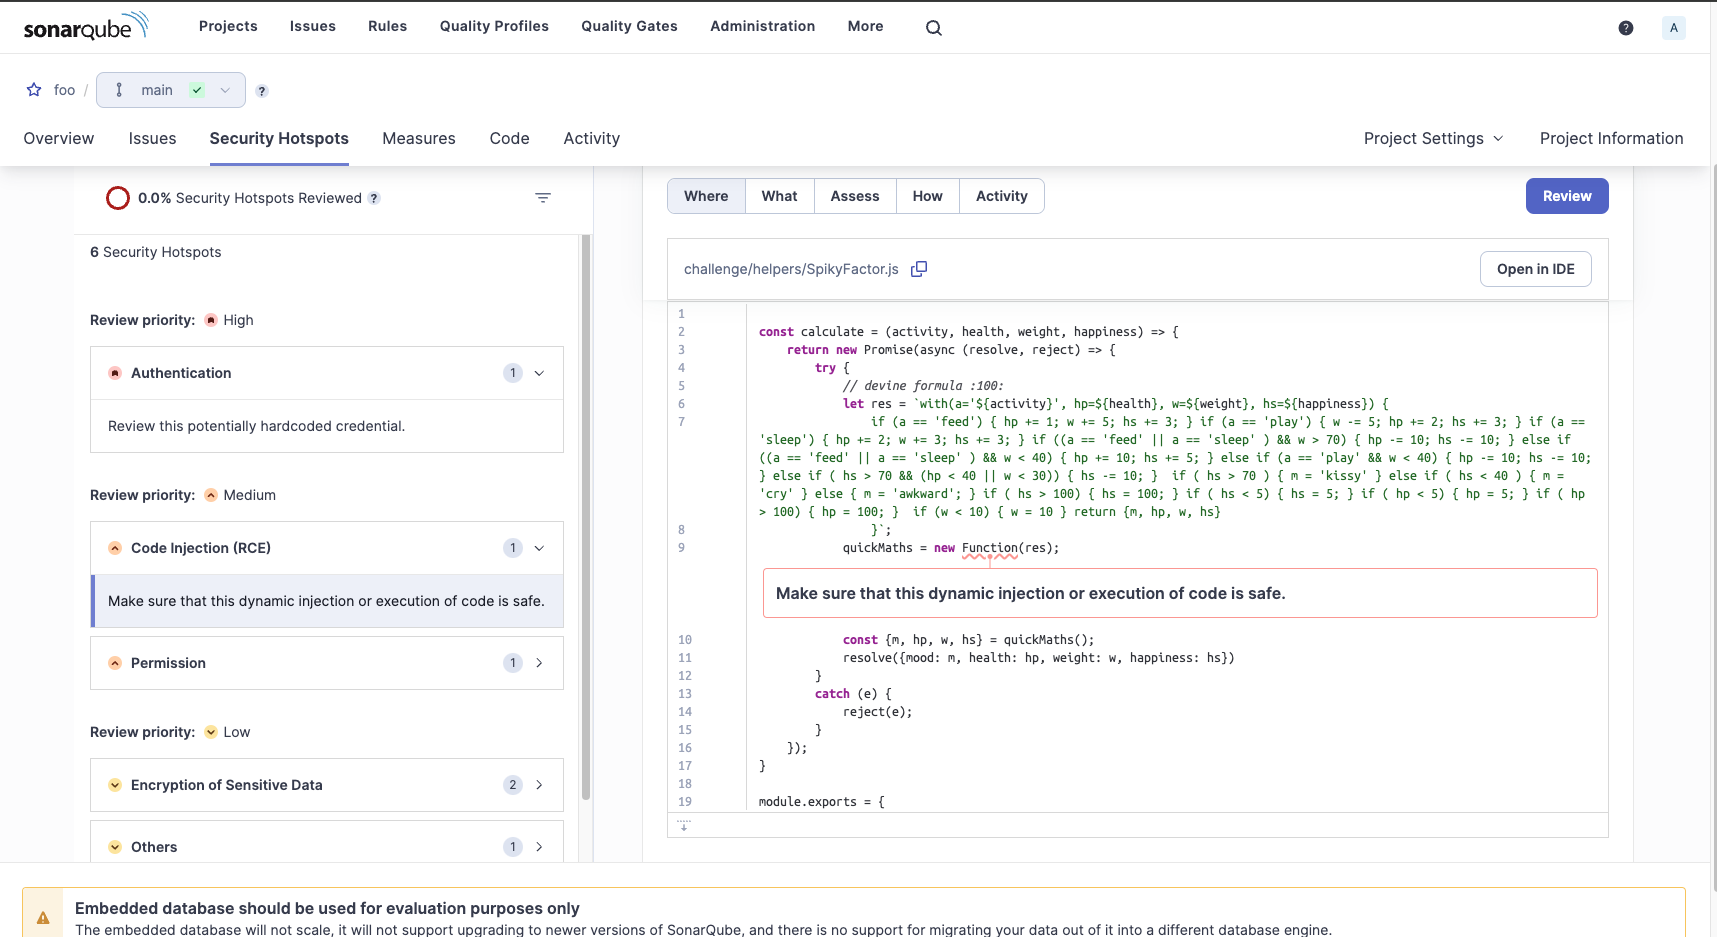 sonarqube Projects Issues Rules Quality Profiles Quality Gates Administration More ? A
foo / main ?
Overview Issues Security Hotspots Measures Code Activity Project Settings Project Information
0.0% Security Hotspots Reviewed ?
6 Security Hotspots
Review priority: High
Authentication 1
Review this potentially hardcoded credential.
Review priority: Medium
Code Injection (RCE) 1
Make sure that this dynamic injection or execution of code is safe.
Permission 1
Review priority: Low
Encryption of Sensitive Data 2
Others 1
Where What Assess How Activity Review
challenge/helpers/SpikyFactor.js Open in IDE
1
2 const calculate = (activity, health, weight, happiness) => {
3 return new Promise(async (resolve, reject) => {
4 try {
5 // devine formula :100:
6 let res = `with(a='${activity}', hp=${health}, w=${weight}, hs=${happiness}) {
7 if (a == 'feed') { hp += 1; w += 5; hs += 3; } if (a == 'play') { w -= 5; hp += 2; hs += 3; } if (a ==
'sleep') { hp += 2; w += 3; hs += 3; } if ((a == 'feed' || a == 'sleep' ) && w > 70) { hp -= 10; hs -= 10; } else if
((a == 'feed' || a == 'sleep' ) && w < 40) { hp += 10; hs += 5; } else if (a == 'play' && w < 40) { hp -= 10; hs -= 10;
} else if ( hs > 70 && (hp < 40 || w < 30)) { hs -= 10; }  if ( hs > 70 ) { m = 'kissy' } else if ( hs < 40 ) { m =
'cry' } else { m = 'awkward'; } if ( hs > 100) { hs = 100; } if ( hs < 5) { hs = 5; } if ( hp < 5) { hp = 5; } if ( hp
> 100) { hp = 100; }  if (w < 10) { w = 10 } return {m, hp, w, hs}
8 }`;
9 quickMaths = new Function(res);
Make sure that this dynamic injection or execution of code is safe.
10 const {m, hp, w, hs} = quickMaths();
11 resolve({mood: m, health: hp, weight: w, happiness: hs})
12 }
13 catch (e) {
14 reject(e);
15 }
16 });
17 }
18
19 module.exports = {
Embedded database should be used for evaluation purposes only
The embedded database will not scale, it will not support upgrading to newer versions of SonarQube, and there is no support for migrating your data out of it into a different database engine.